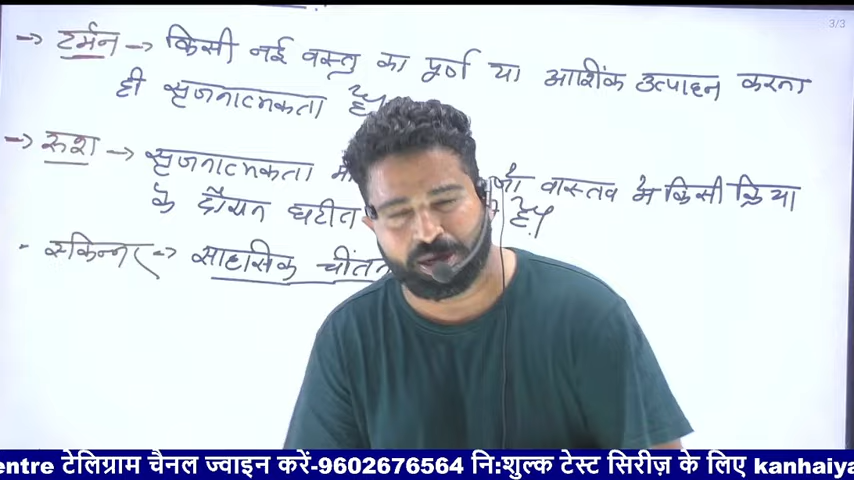 3/3
→ टर्मन → किसी नई वस्तु का पूर्ण या आशिंक उत्पादन करना
ही सृजनात्मकता है
→ रुश → सृजनात्मकता जो वास्तव मे किसी क्रिया
के दौरान घटीत है।
- स्किन्नर → साहसिक चींतन
entre टेलिग्राम चैनल ज्वाइन करें-9602676564 नि:शुल्क टेस्ट सिरीज़ के लिए kanhaiya